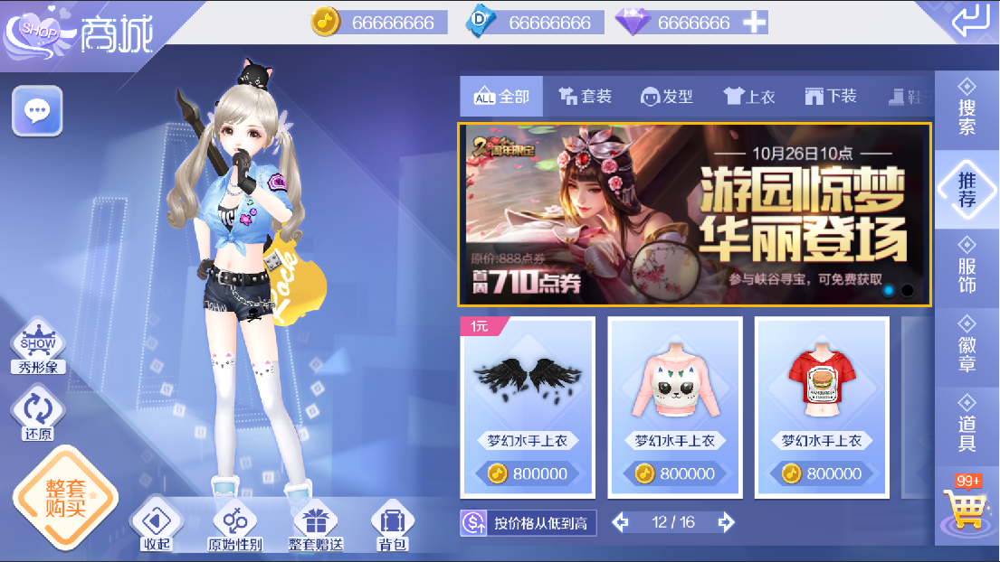 SHOP
商城
66666666
66666666
6666666
ALL 全部
套装
发型
上衣
下装
鞋子
搜索
推荐
服饰
徽章
道具
99+
2周年限定
10月26日10点
游园惊梦
华丽登场
原价:888点券
首周710点券
参与峡谷寻宝，可免费获取
1元
梦幻水手上衣
800000
梦幻水手上衣
800000
梦幻水手上衣
800000
按价格从低到高
12 / 16
SHOW
秀形象
还原
整套
购买
收起
原始性别
整套赠送
背包
Rock